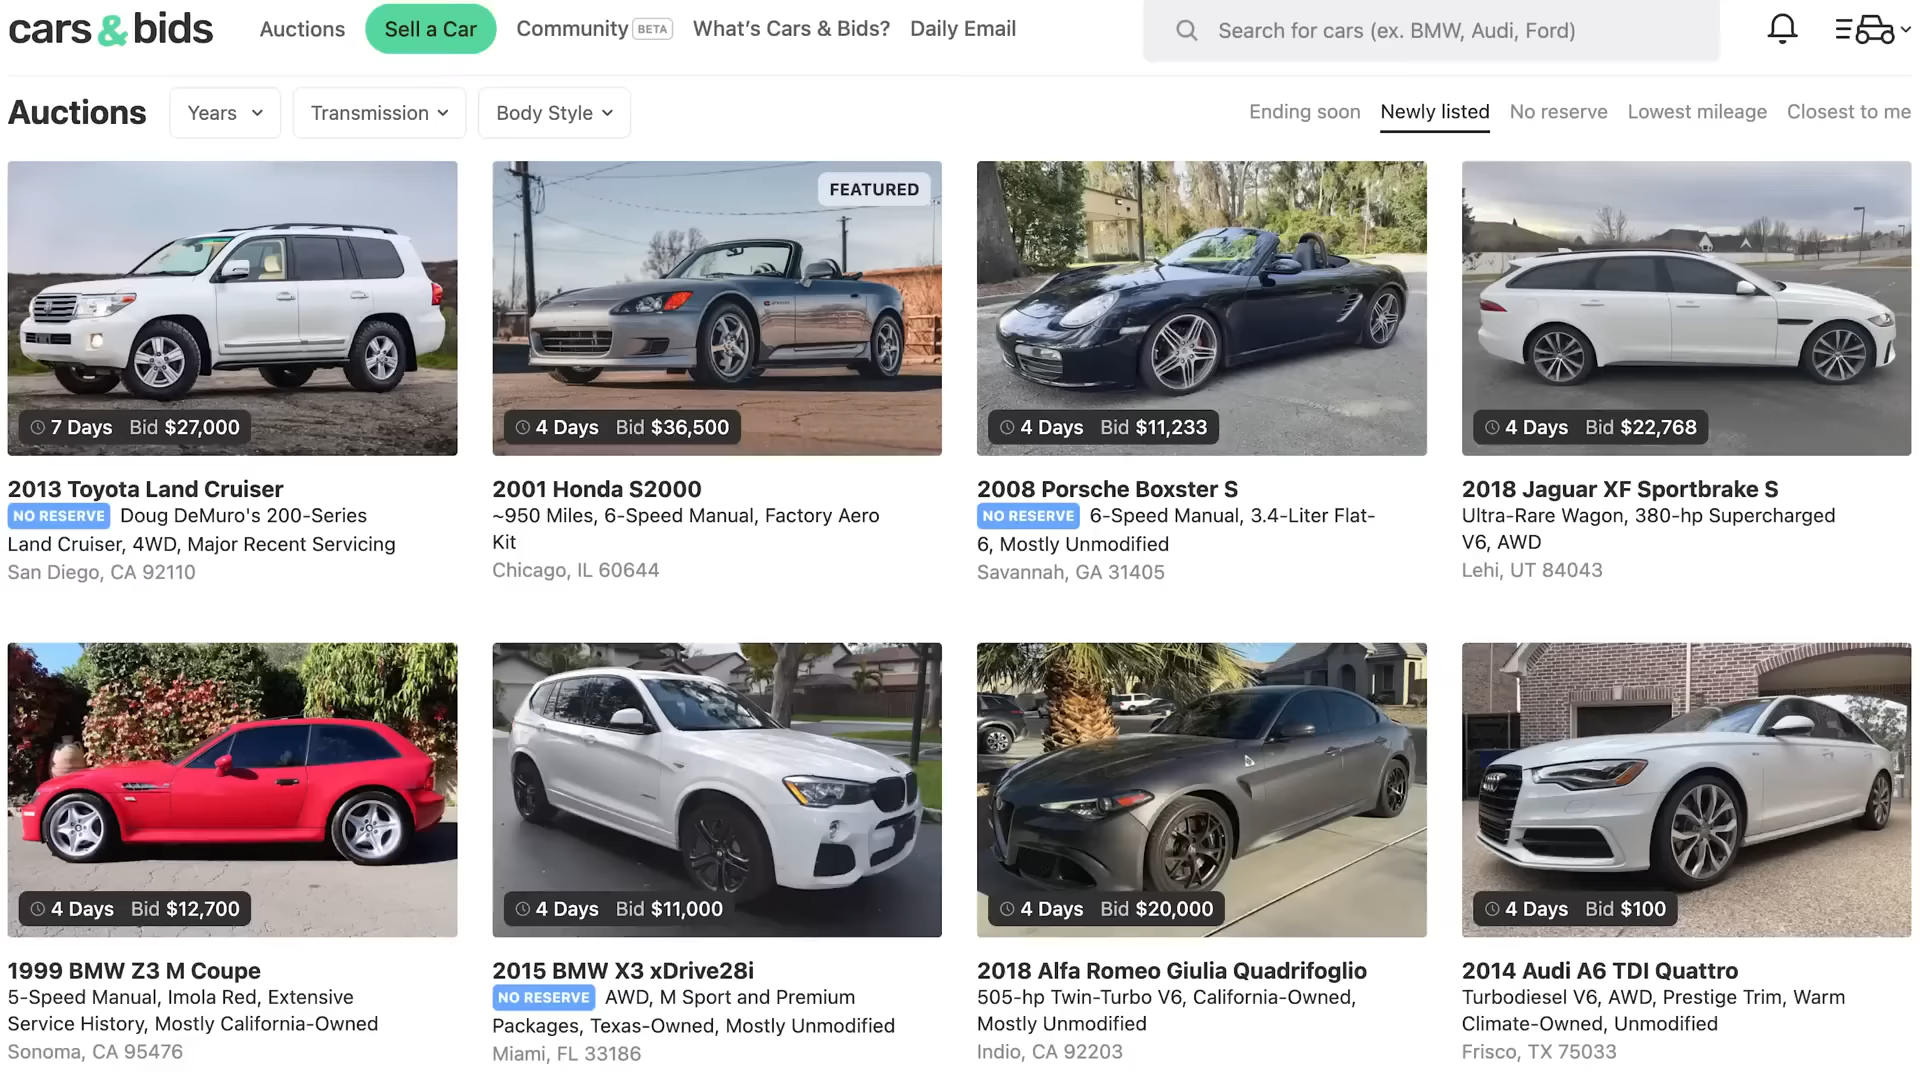 cars & bids
Auctions
Sell a Car
Community BETA
What's Cars & Bids?
Daily Email
Search for cars (ex. BMW, Audi, Ford)
Auctions
Years
Transmission
Body Style
Ending soon
Newly listed
No reserve
Lowest mileage
Closest to me
7 Days Bid $27,000
2013 Toyota Land Cruiser
NO RESERVE Doug DeMuro's 200-Series
Land Cruiser, 4WD, Major Recent Servicing
San Diego, CA 92110
FEATURED
4 Days Bid $36,500
2001 Honda S2000
~950 Miles, 6-Speed Manual, Factory Aero
Kit
Chicago, IL 60644
4 Days Bid $11,233
2008 Porsche Boxster S
NO RESERVE 6-Speed Manual, 3.4-Liter Flat-
6, Mostly Unmodified
Savannah, GA 31405
4 Days Bid $22,768
2018 Jaguar XF Sportbrake S
Ultra-Rare Wagon, 380-hp Supercharged
V6, AWD
Lehi, UT 84043
4 Days Bid $12,700
1999 BMW Z3 M Coupe
5-Speed Manual, Imola Red, Extensive
Service History, Mostly California-Owned
Sonoma, CA 95476
4 Days Bid $11,000
2015 BMW X3 xDrive28i
NO RESERVE AWD, M Sport and Premium
Packages, Texas-Owned, Mostly Unmodified
Miami, FL 33186
4 Days Bid $20,000
2018 Alfa Romeo Giulia Quadrifoglio
505-hp Twin-Turbo V6, California-Owned,
Mostly Unmodified
Indio, CA 92203
4 Days Bid $100
2014 Audi A6 TDI Quattro
Turbodiesel V6, AWD, Prestige Trim, Warm
Climate-Owned, Unmodified
Frisco, TX 75033